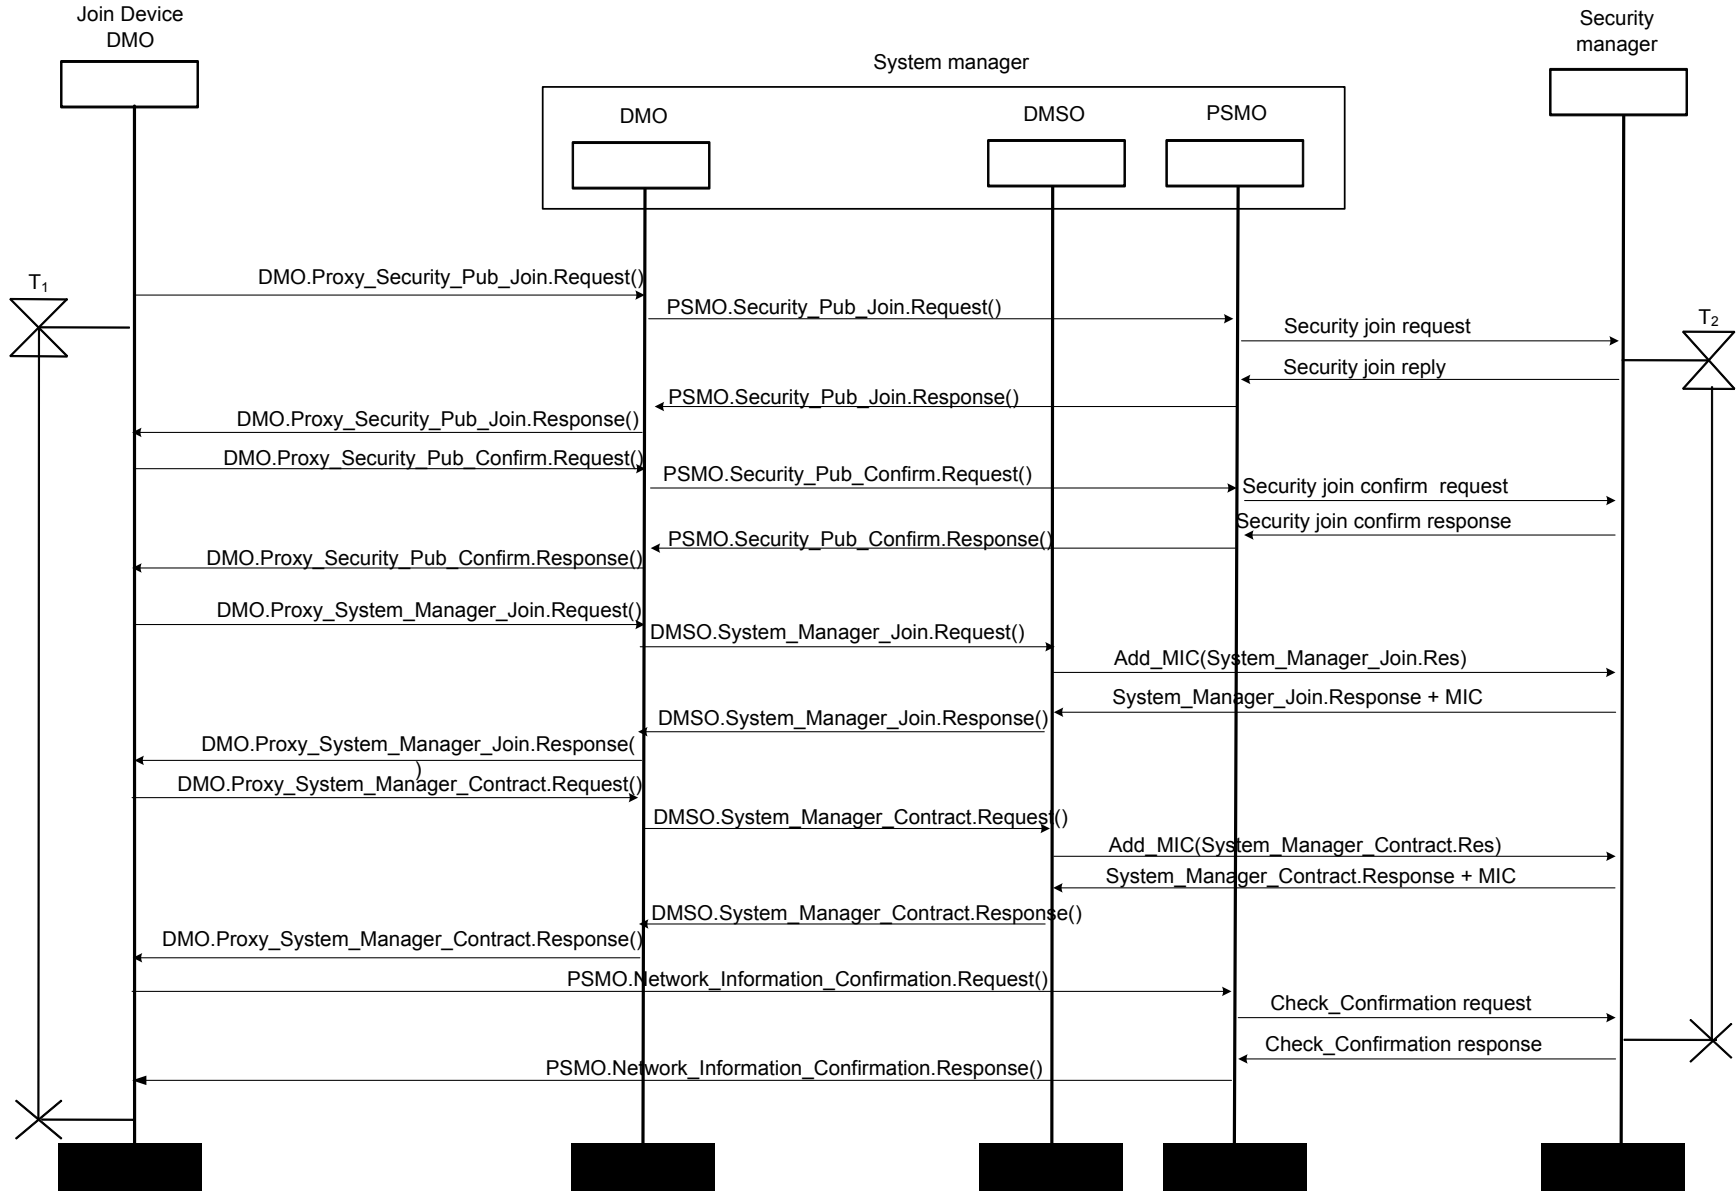 Join Device
DMO
Security
manager
System manager
DMO
DMSO
PSMO
T1
DMO.Proxy_Security_Pub_Join.Request()
PSMO.Security_Pub_Join.Request()
Security join request
T2
Security join reply
PSMO.Security_Pub_Join.Response()
DMO.Proxy_Security_Pub_Join.Response()
DMO.Proxy_Security_Pub_Confirm.Request()
PSMO.Security_Pub_Confirm.Request()
Security join confirm  request
Security join confirm response
PSMO.Security_Pub_Confirm.Response()
DMO.Proxy_Security_Pub_Confirm.Response()
DMO.Proxy_System_Manager_Join.Request()
DMSO.System_Manager_Join.Request()
Add_MIC(System_Manager_Join.Res)
System_Manager_Join.Response + MIC
DMSO.System_Manager_Join.Response()
DMO.Proxy_System_Manager_Join.Response(
)
DMO.Proxy_System_Manager_Contract.Request()
DMSO.System_Manager_Contract.Request()
Add_MIC(System_Manager_Contract.Res)
System_Manager_Contract.Response + MIC
DMSO.System_Manager_Contract.Response()
DMO.Proxy_System_Manager_Contract.Response()
PSMO.Network_Information_Confirmation.Request()
Check_Confirmation request
Check_Confirmation response
PSMO.Network_Information_Confirmation.Response()